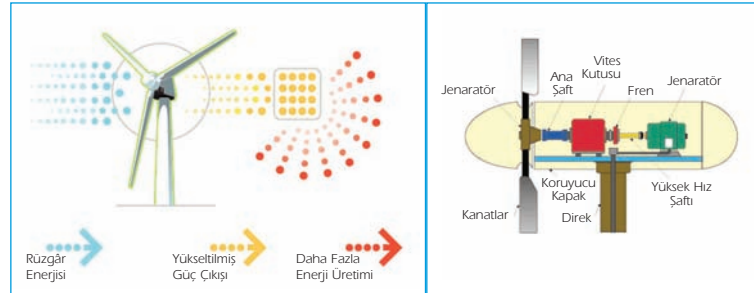 Rüzgâr
Enerjisi
Yükseltilmiş
Güç Çıkışı
Daha Fazla
Enerji Üretimi
Jenaratör
Ana
Şaft
Vites
Kutusu
Fren
Jenaratör
Kanatlar
Koruyucu
Kapak
Direk
Yüksek Hız
Şaftı